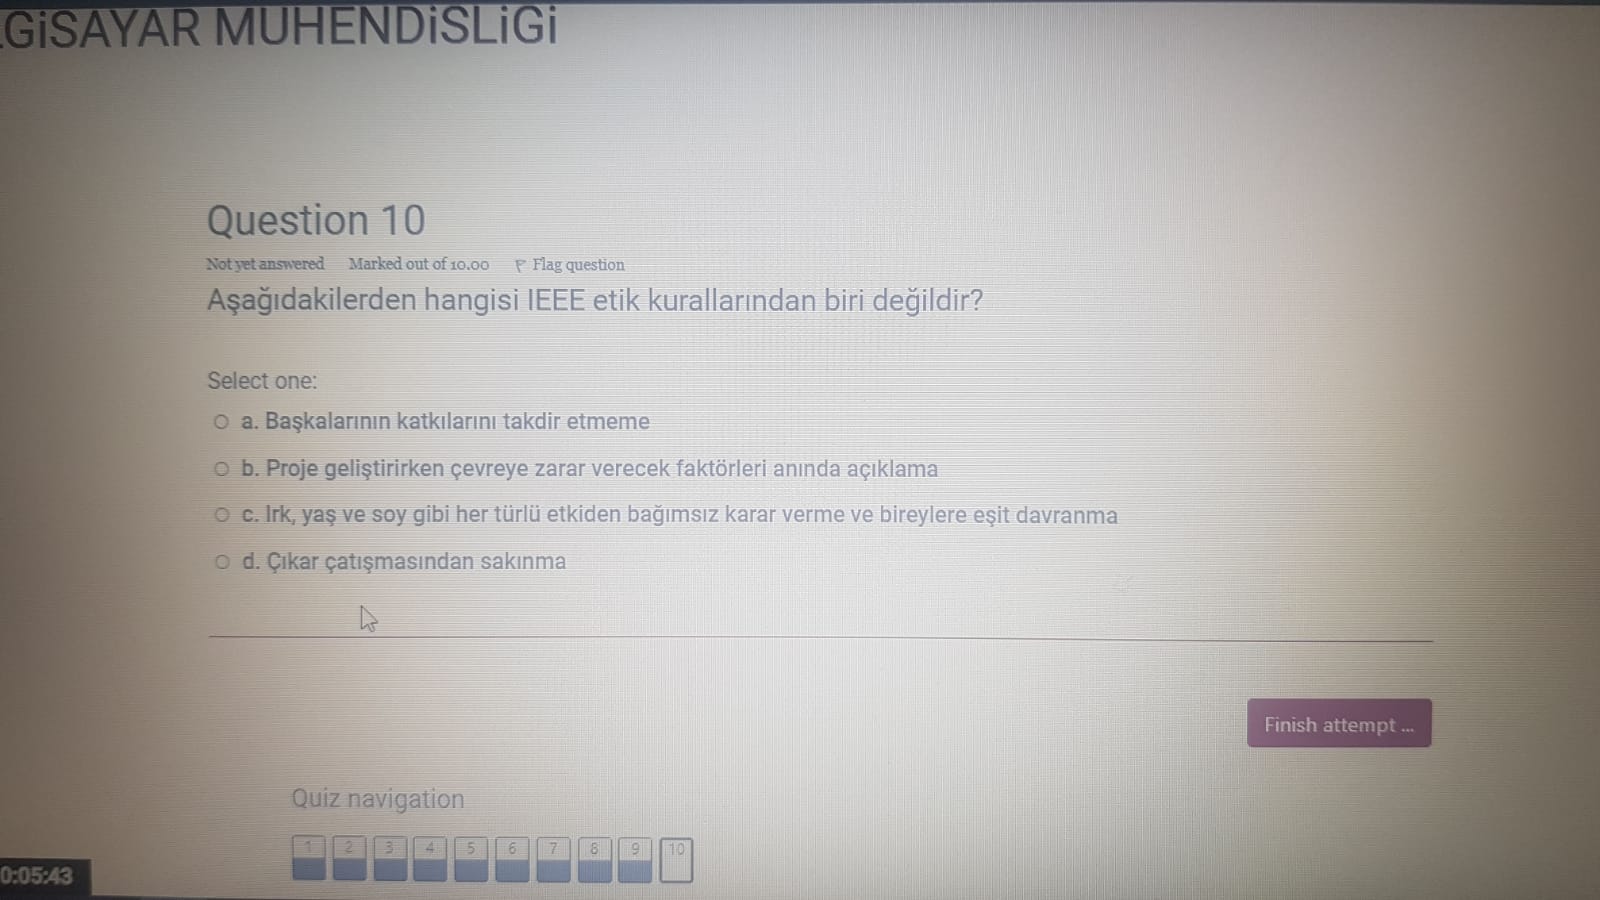 GİSAYAR MÜHENDİSLİGİ
Question 10
Not yet answered Marked out of 10.00 Flag question
Aşağıdakilerden hangisi IEEE etik kurallarından biri değildir?
Select one:
a. Başkalarının katkılarını takdir etmeme
b. Proje geliştirirken çevreye zarar verecek faktörleri anında açıklama
c. Irk, yaş ve soy gibi her türlü etkiden bağımsız karar verme ve bireylere eşit davranma
d. Çıkar çatışmasından sakınma
Finish attempt ...
Quiz navigation
1 2 3 4 5 6 7 8 9 10
0:05:43